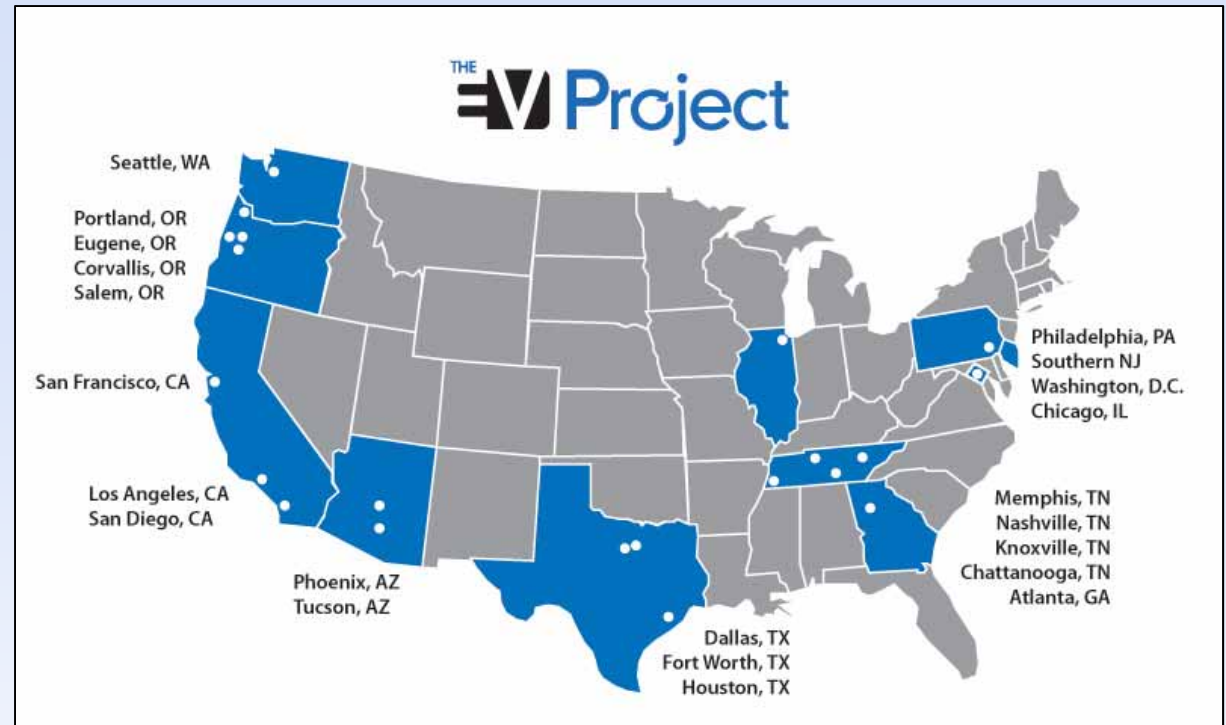 THE
EV Project
Seattle, WA
Portland, OR
Eugene, OR
Corvallis, OR
Salem, OR
San Francisco, CA
Los Angeles, CA
San Diego, CA
Phoenix, AZ
Tucson, AZ
Dallas, TX
Fort Worth, TX
Houston, TX
Philadelphia, PA
Southern NJ
Washington, D.C.
Chicago, IL
Memphis, TN
Nashville, TN
Knoxville, TN
Chattanooga, TN
Atlanta, GA